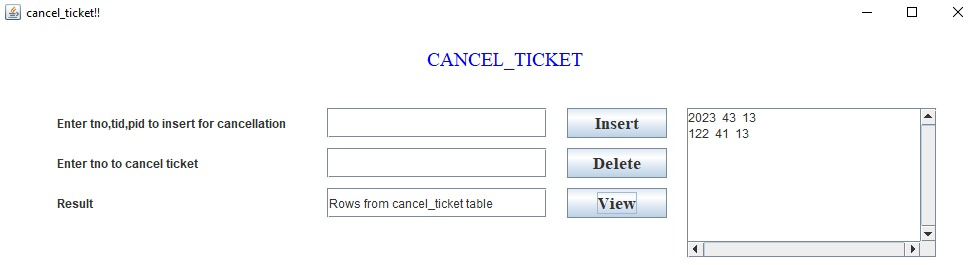 cancel_ticket!!
CANCEL_TICKET
Enter tno,tid,pid to insert for cancellation
Insert
2023 43 13
122 41 13
Enter tno to cancel ticket
Delete
Result
Rows from cancel_ticket table
View